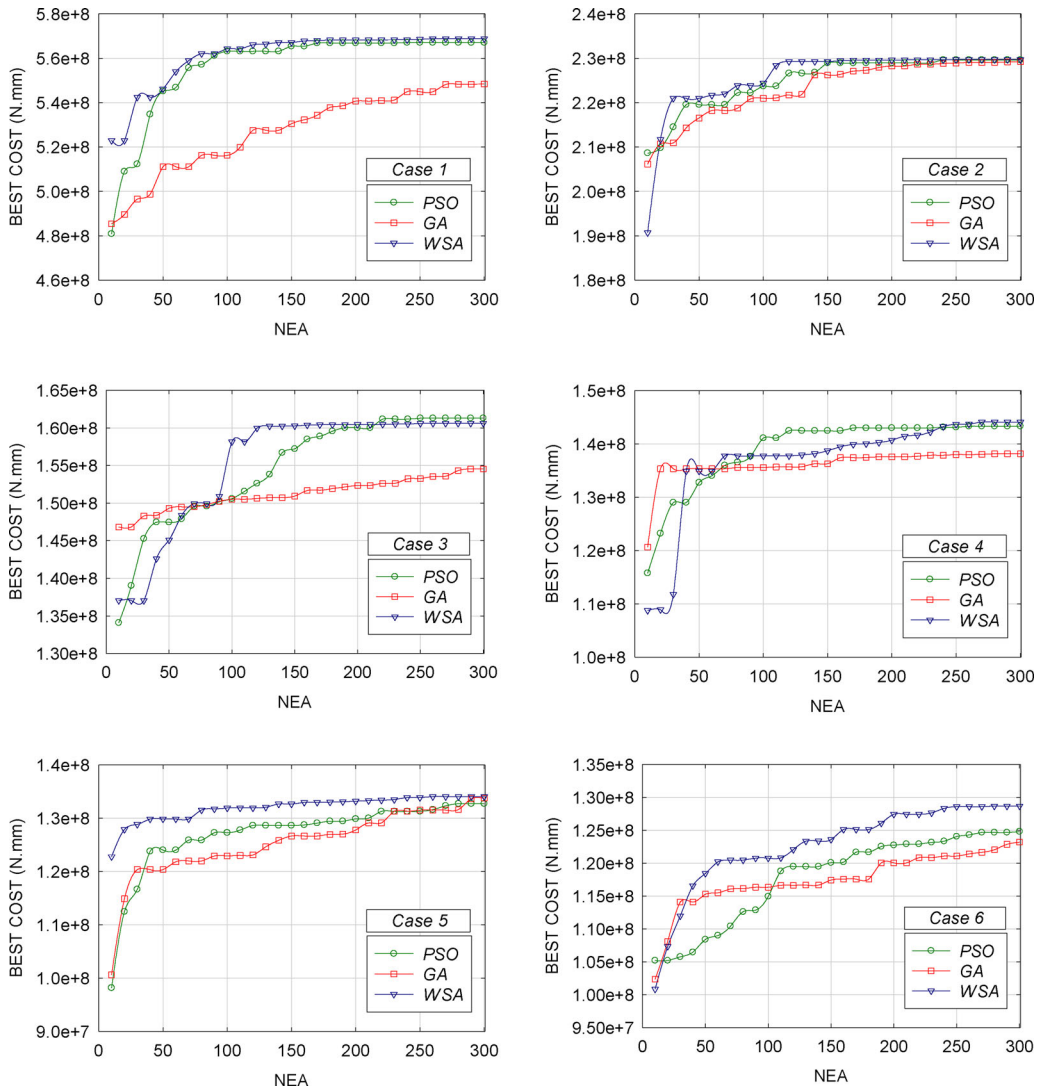 BEST COST (N.mm)
5.8e+8
5.6e+8
5.4e+8
5.2e+8
5.0e+8
4.8e+8
4.6e+8
0 50 100 150 200 250 300
NEA
Case 1
PSO
GA
WSA
BEST COST (N.mm)
2.4e+8
2.3e+8
2.2e+8
2.1e+8
2.0e+8
1.9e+8
1.8e+8
0 50 100 150 200 250 300
NEA
Case 2
PSO
GA
WSA
BEST COST (N.mm)
1.65e+8
1.60e+8
1.55e+8
1.50e+8
1.45e+8
1.40e+8
1.35e+8
1.30e+8
0 50 100 150 200 250 300
NEA
Case 3
PSO
GA
WSA
BEST COST (N.mm)
1.5e+8
1.4e+8
1.3e+8
1.2e+8
1.1e+8
1.0e+8
0 50 100 150 200 250 300
NEA
Case 4
PSO
GA
WSA
BEST COST (N.mm)
1.4e+8
1.3e+8
1.2e+8
1.1e+8
1.0e+8
9.0e+7
0 50 100 150 200 250 300
NEA
Case 5
PSO
GA
WSA
BEST COST (N.mm)
1.35e+8
1.30e+8
1.25e+8
1.20e+8
1.15e+8
1.10e+8
1.05e+8
1.00e+8
9.50e+7
0 50 100 150 200 250 300
NEA
Case 6
PSO
GA
WSA